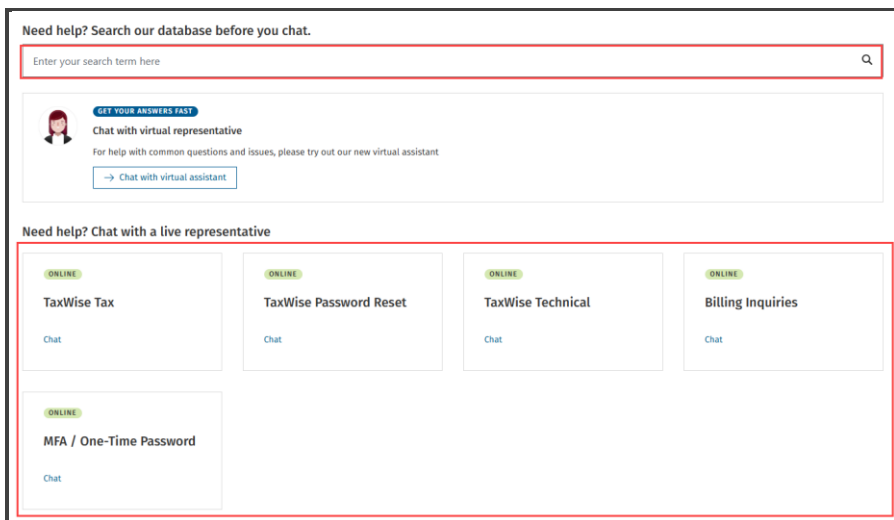 Need help? Search our database before you chat.
Enter your search term here
GET YOUR ANSWERS FAST
Chat with virtual representative
For help with common questions and issues, please try out our new virtual assistant
→ Chat with virtual assistant
Need help? Chat with a live representative
ONLINE
TaxWise Tax
Chat
ONLINE
TaxWise Password Reset
Chat
ONLINE
TaxWise Technical
Chat
ONLINE
Billing Inquiries
Chat
ONLINE
MFA / One-Time Password
Chat